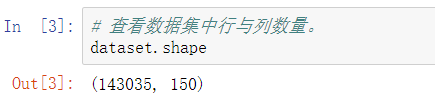 In [3]: # 查看数据集中行与列数量。
dataset.shape
Out[3]: (143035, 150)